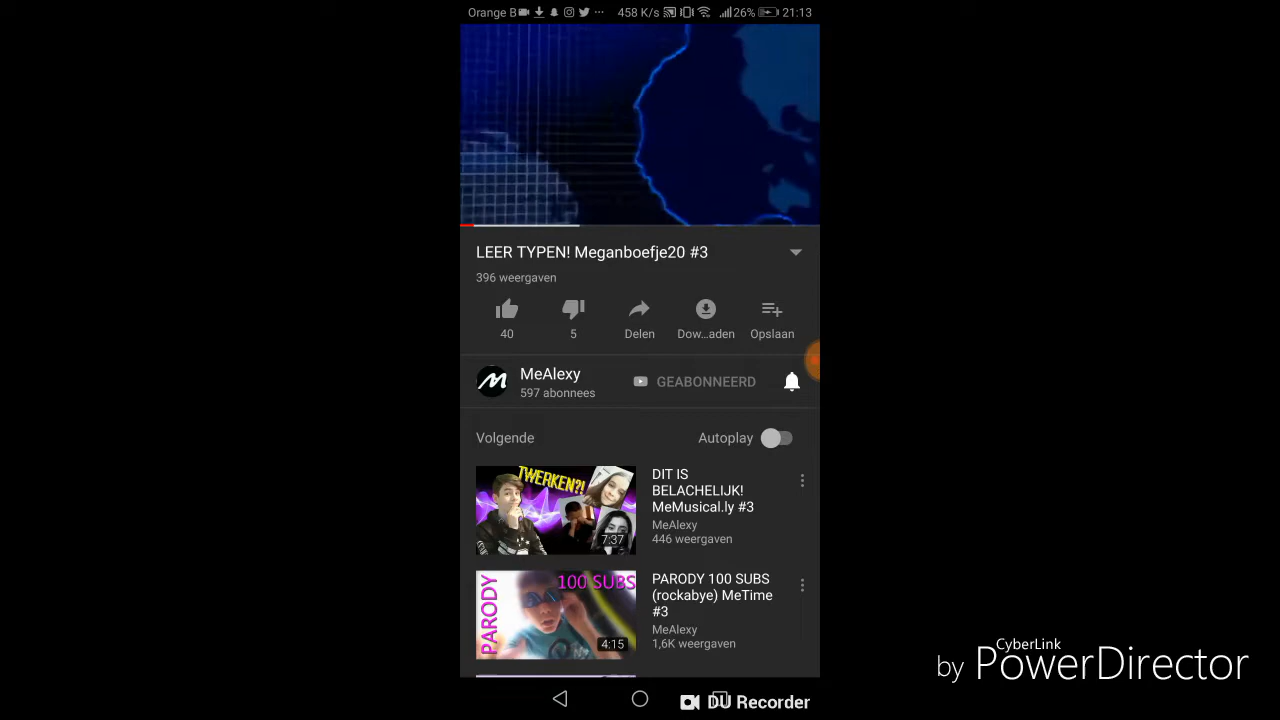 Orange B ... 458 K/s 26% 21:13
LEER TYPEN! Meganboefje20 #3
396 weergaven
40 5 Delen Dow...aden Opslaan
MeAlexy
597 abonnees
GEABONNEERD
Volgende Autoplay
TWERKEN?!
7:37
DIT IS
BELACHELIJK!
MeMusical.ly #3
MeAlexy
446 weergaven
PARODY
100 SUBS
4:15
PARODY 100 SUBS
(rockabye) MeTime
#3
MeAlexy
1,6K weergaven
DU Recorder
CyberLink
by PowerDirector